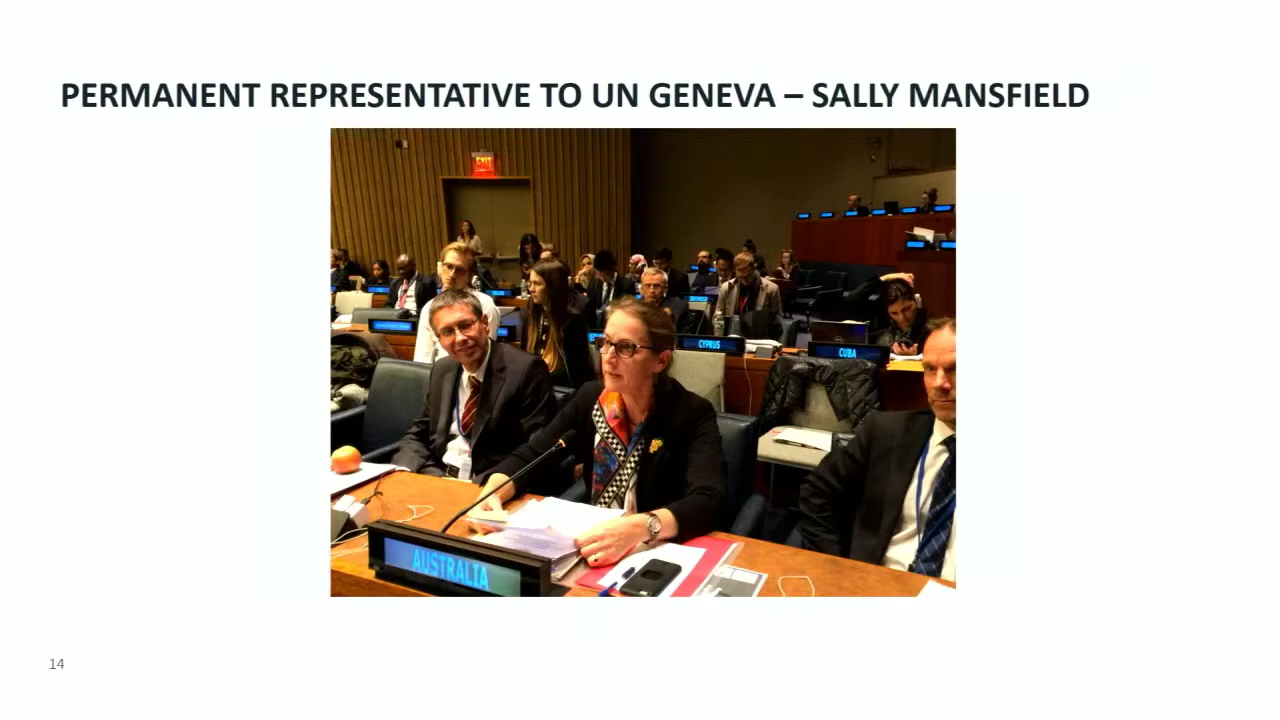 PERMANENT REPRESENTATIVE TO UN GENEVA – SALLY MANSFIELD
EXIT
CYPRUS
CUBA
AUSTRALIA
14